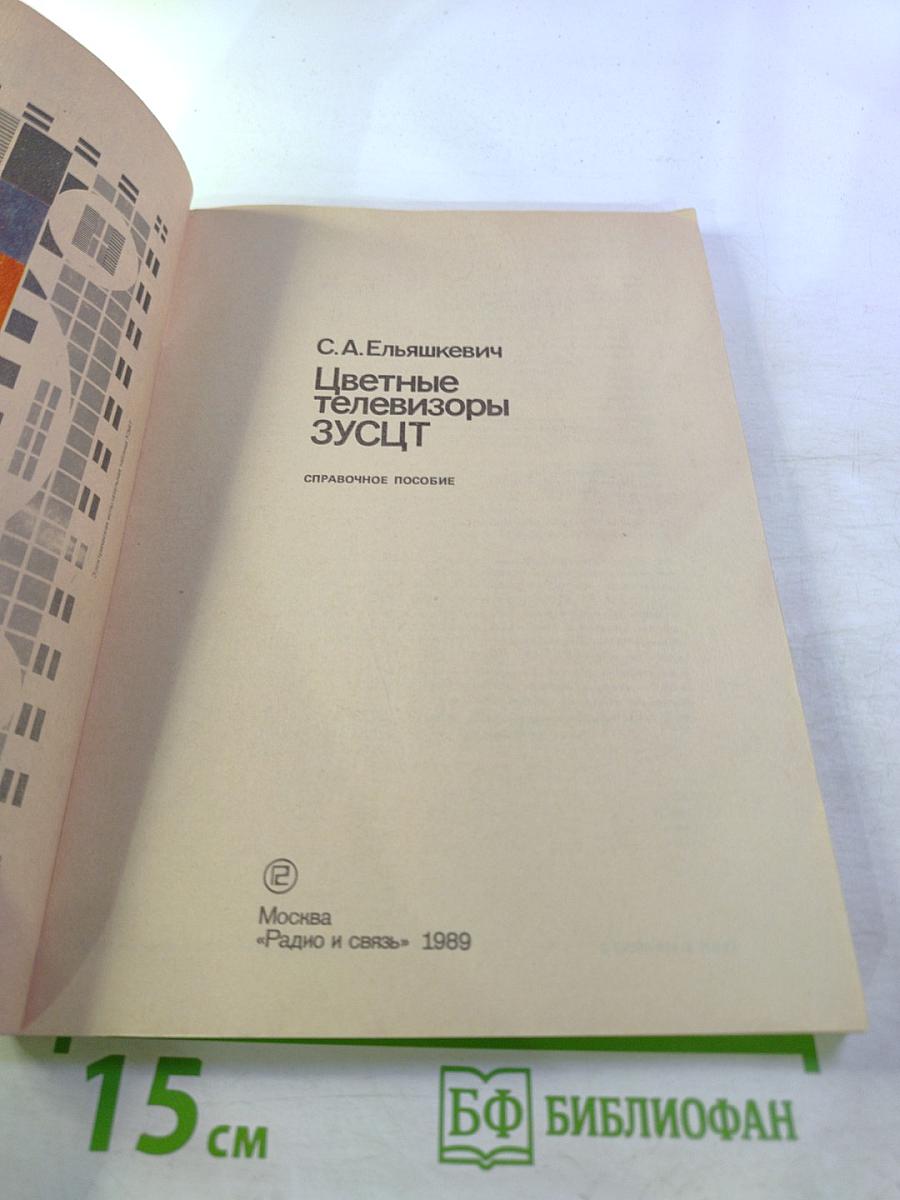 С. А. Ельяшкевич
Цветные
телевизоры
ЗУСЦТ
СПРАВОЧНОЕ ПОСОБИЕ
Москва
«Радио и связь» 1989
15 см
БФ БИБЛИОФАН